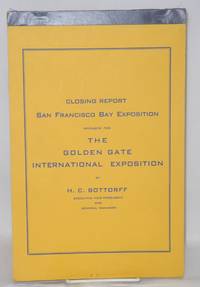 CLOSING REPORT
SAN FRANCISCO BAY EXPOSITION
SPONSOR FOR
THE
GOLDEN GATE
INTERNATIONAL EXPOSITION
BY
H. C. BOTTORFF
EXECUTIVE VICE-PRESIDENT
AND
GENERAL MANAGER